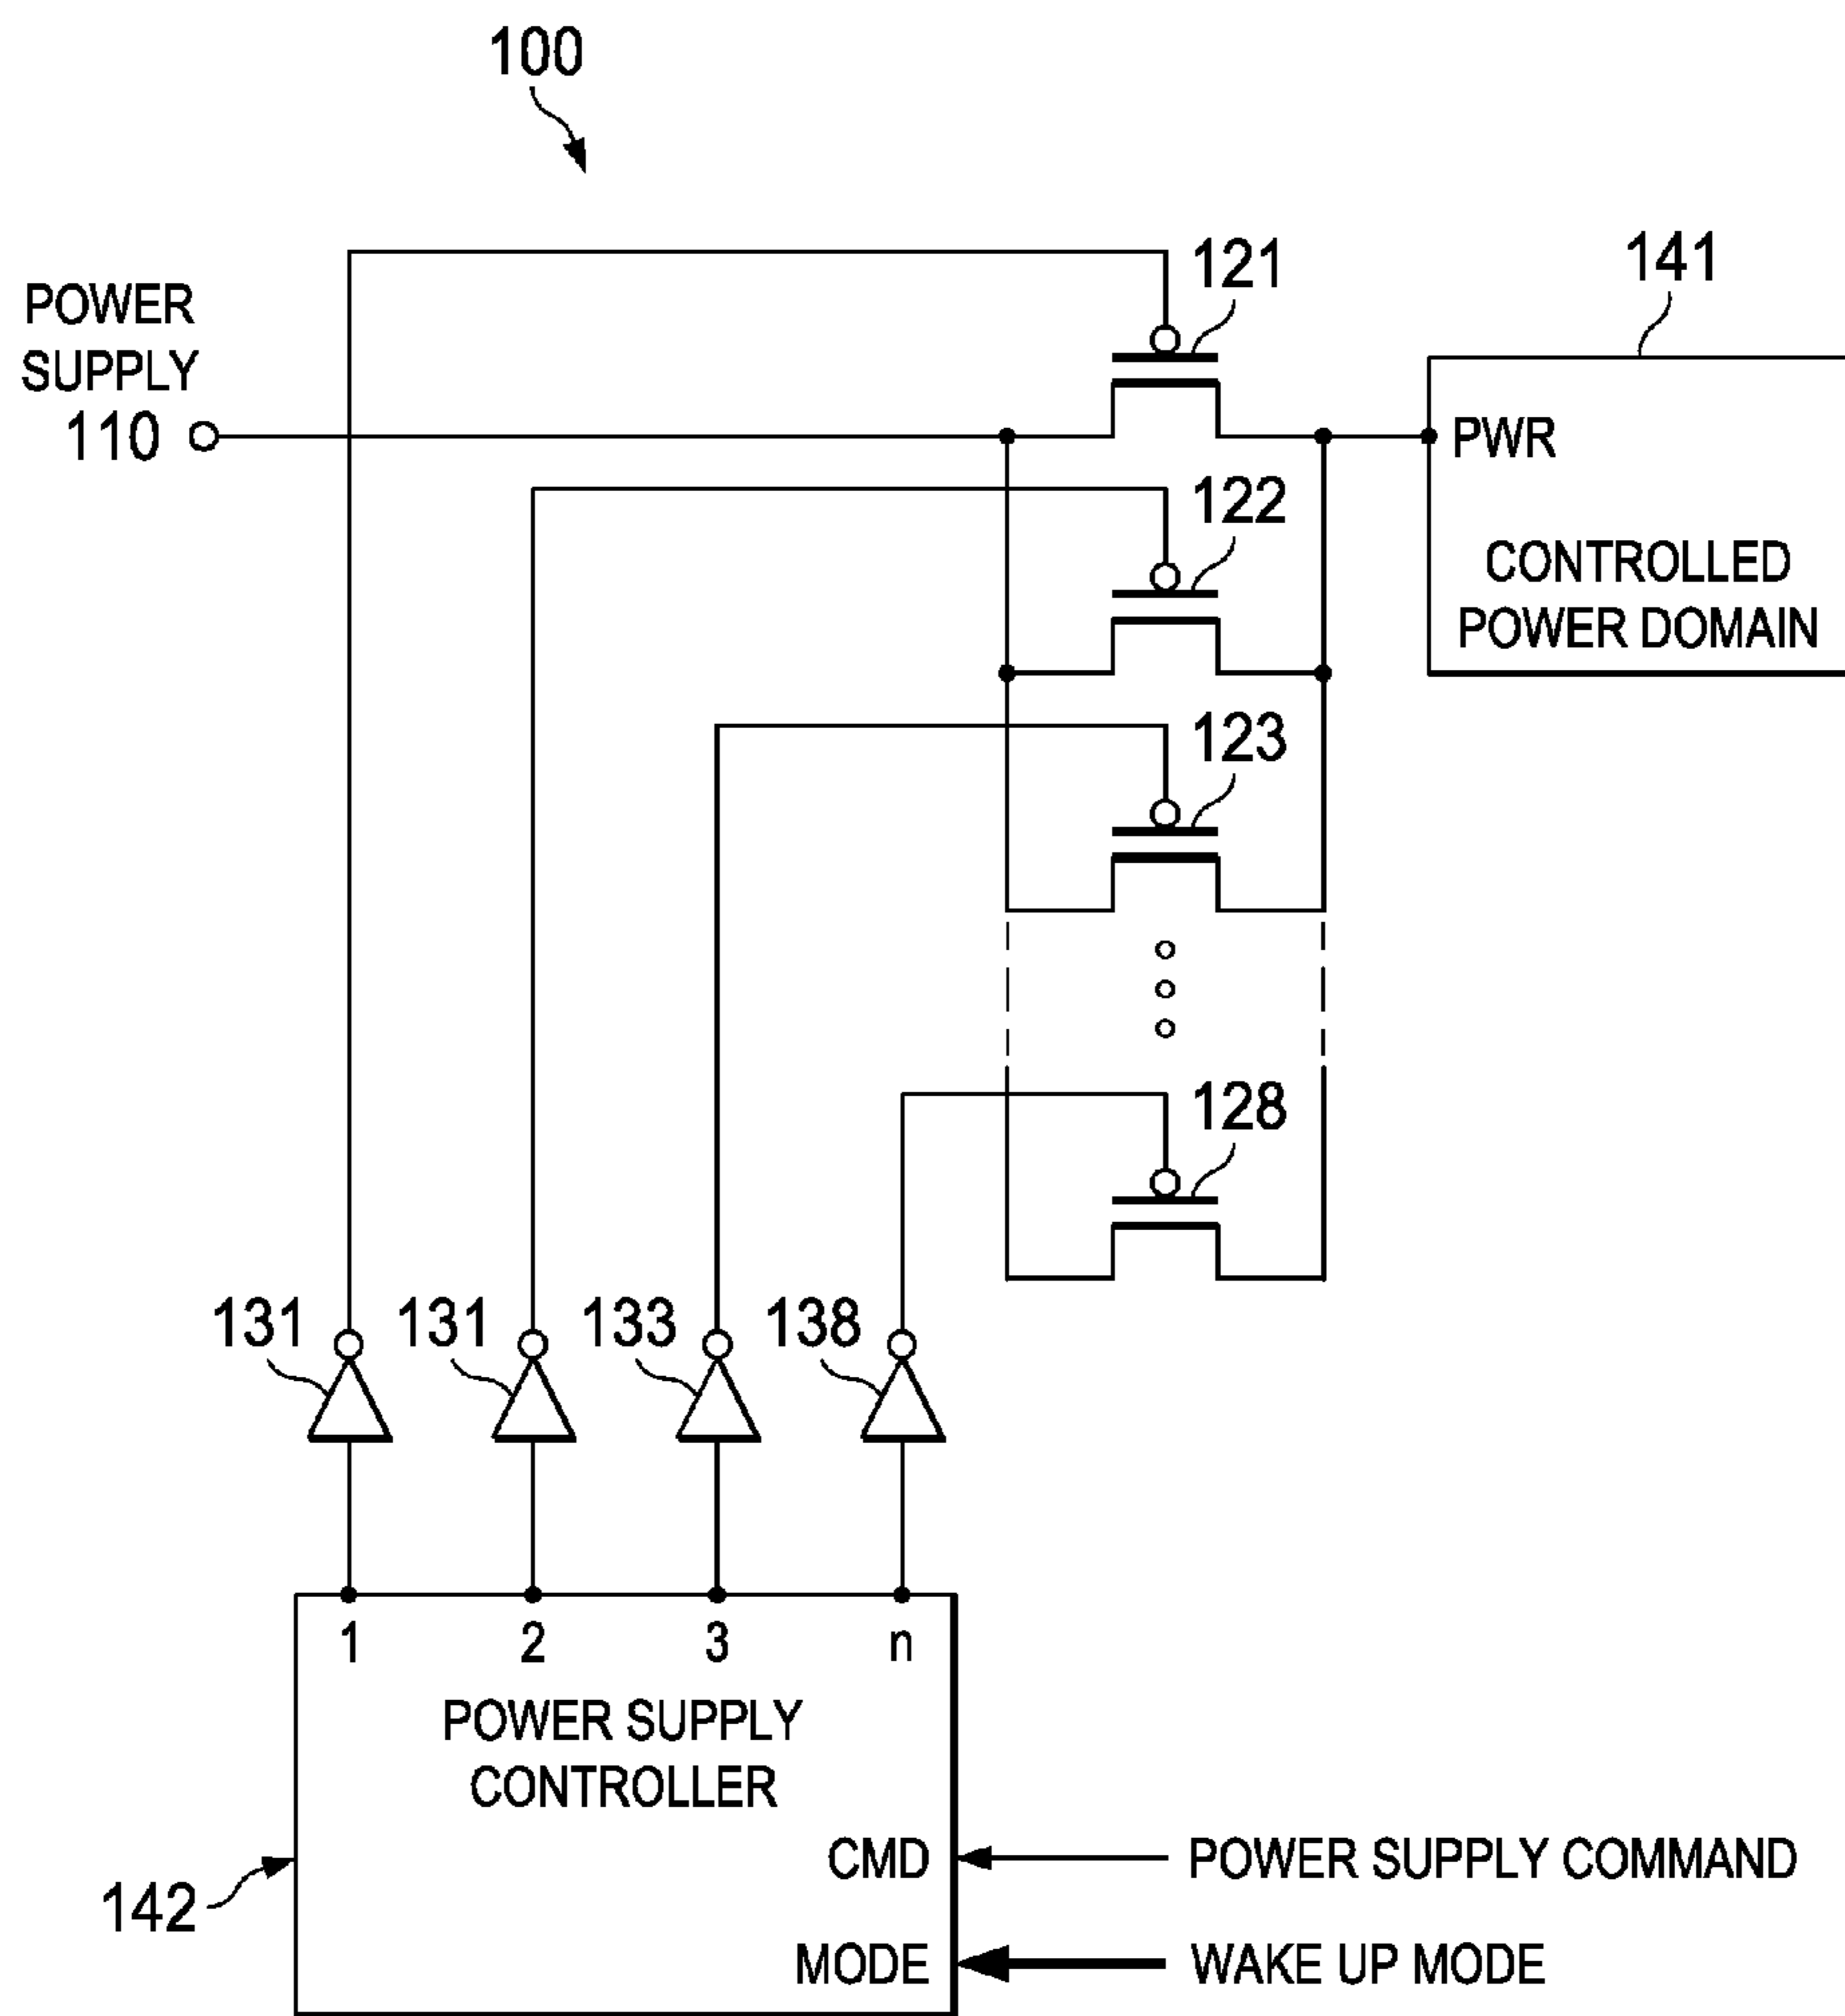 100
POWER
SUPPLY
110
121
141
PWR
122
CONTROLLED
POWER DOMAIN
123
128
131 131 133 138
1 2 3 n
POWER SUPPLY
CONTROLLER
CMD POWER SUPPLY COMMAND
142
MODE WAKE UP MODE